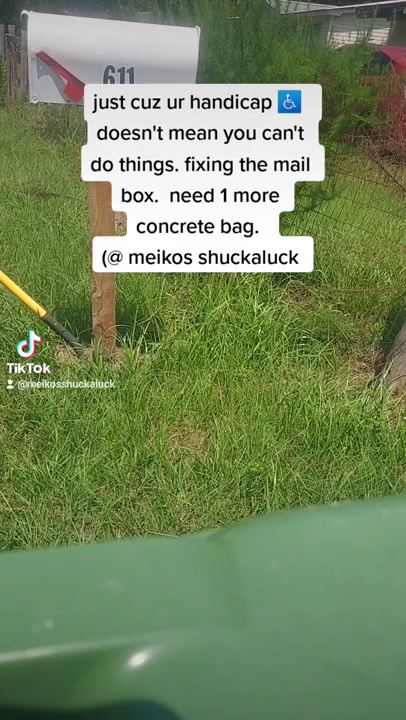 611
just cuz ur handicap ♿
doesn't mean you can't
do things. fixing the mail
box.  need 1 more
concrete bag.
(@ meikos shuckaluck
TikTok
@meikosshuckaluck